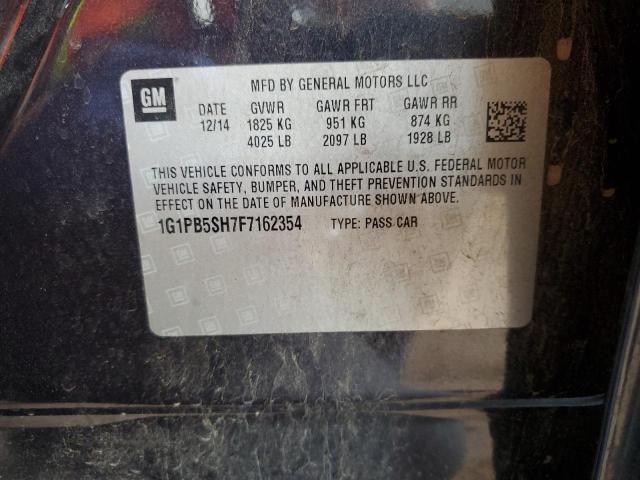 GM
MFD BY GENERAL MOTORS LLC
DATE GVWR GAWR FRT GAWR RR
12/14 1825 KG 951 KG 874 KG
4025 LB 2097 LB 1928 LB
THIS VEHICLE CONFORMS TO ALL APPLICABLE U.S. FEDERAL MOTOR
VEHICLE SAFETY, BUMPER, AND THEFT PREVENTION STANDARDS IN
EFFECT ON THE DATE OF MANUFACTURE SHOWN ABOVE.
1G1PB5SH7F7162354 TYPE: PASS CAR